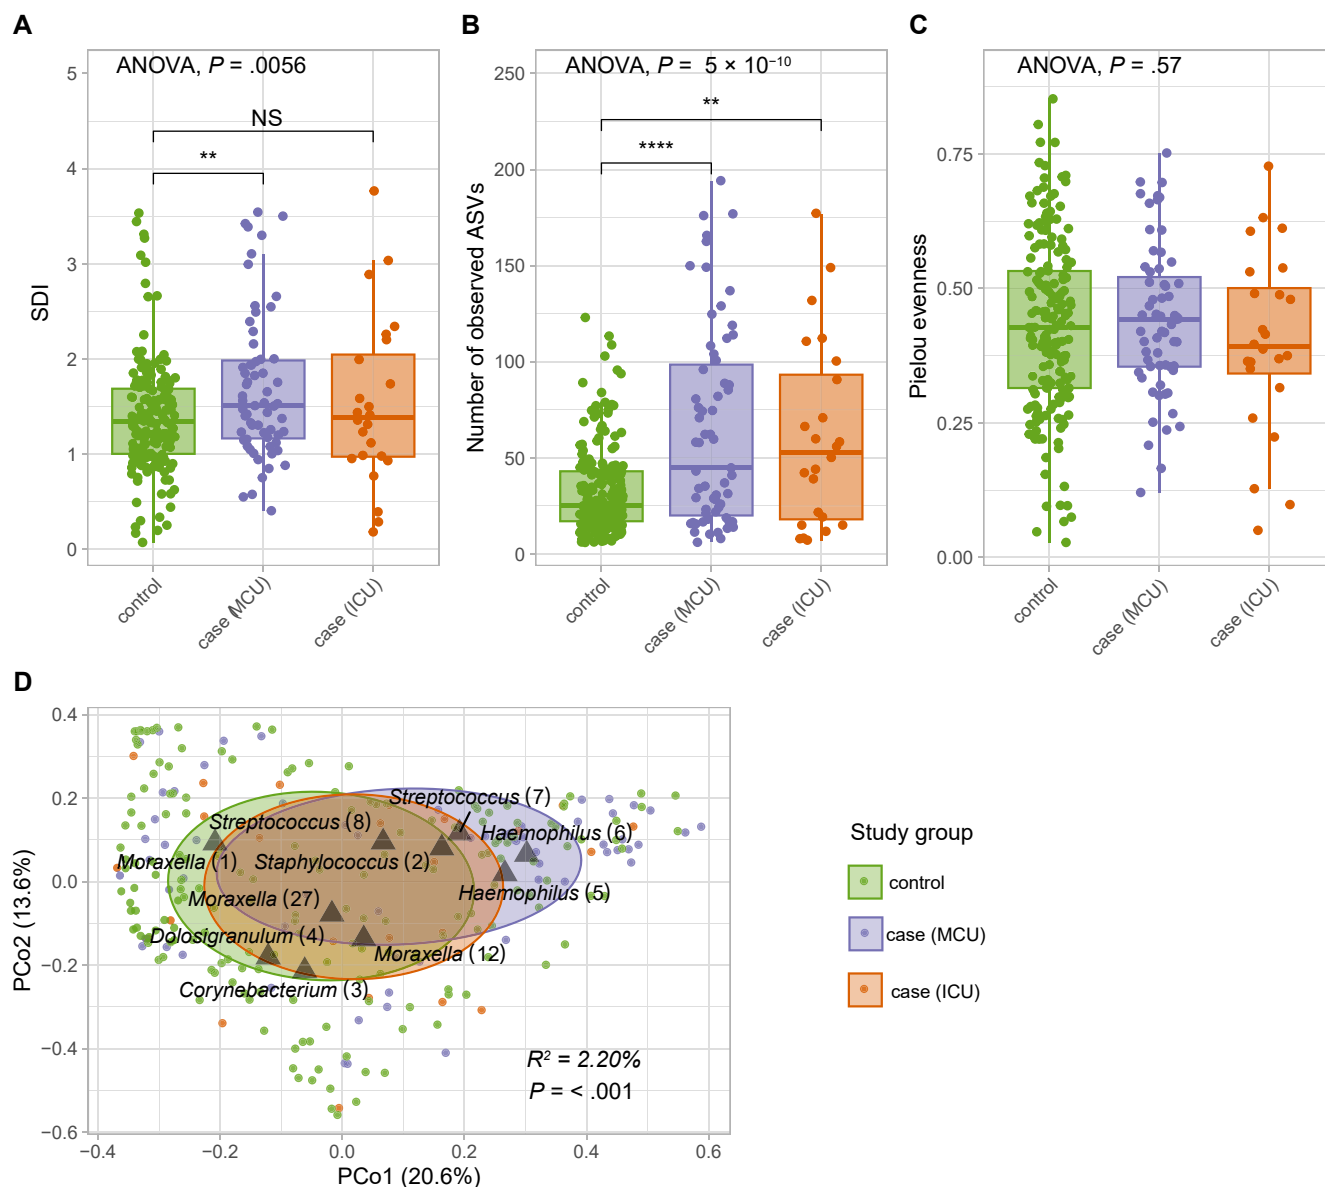 A
ANOVA, P = .0056
SDI
5
4
3
2
1
0
NS
**
control
case (MCU)
case (ICU)
B
ANOVA, P = 5 × 10⁻¹⁰
Number of observed ASVs
250
200
150
100
50
0
**
****
control
case (MCU)
case (ICU)
C
ANOVA, P = .57
Pielou evenness
0.75
0.50
0.25
0.00
control
case (MCU)
case (ICU)
D
PCo2 (13.6%)
0.4
0.2
0.0
−0.2
−0.4
−0.6
Streptococcus (7)
Streptococcus (8)
Haemophilus (6)
Moraxella (1)
Staphylococcus (2)
Haemophilus (5)
Moraxella (27)
Dolosigranulum (4)
Moraxella (12)
Corynebacterium (3)
R² = 2.20%
P = < .001
−0.4
−0.2
0.0
0.2
0.4
0.6
PCo1 (20.6%)
Study group
control
case (MCU)
case (ICU)